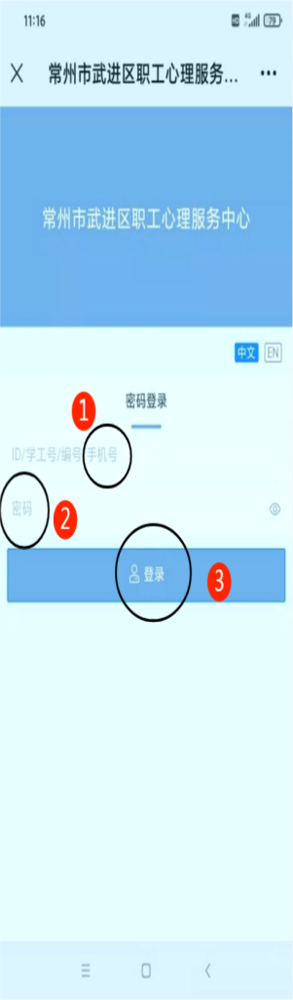 11:16
HD 4G 79
常州市武进区职工心理服务...
常州市武进区职工心理服务中心
中文 EN
密码登录
1
ID/学工号/编号/手机号
密码
2
登录
3